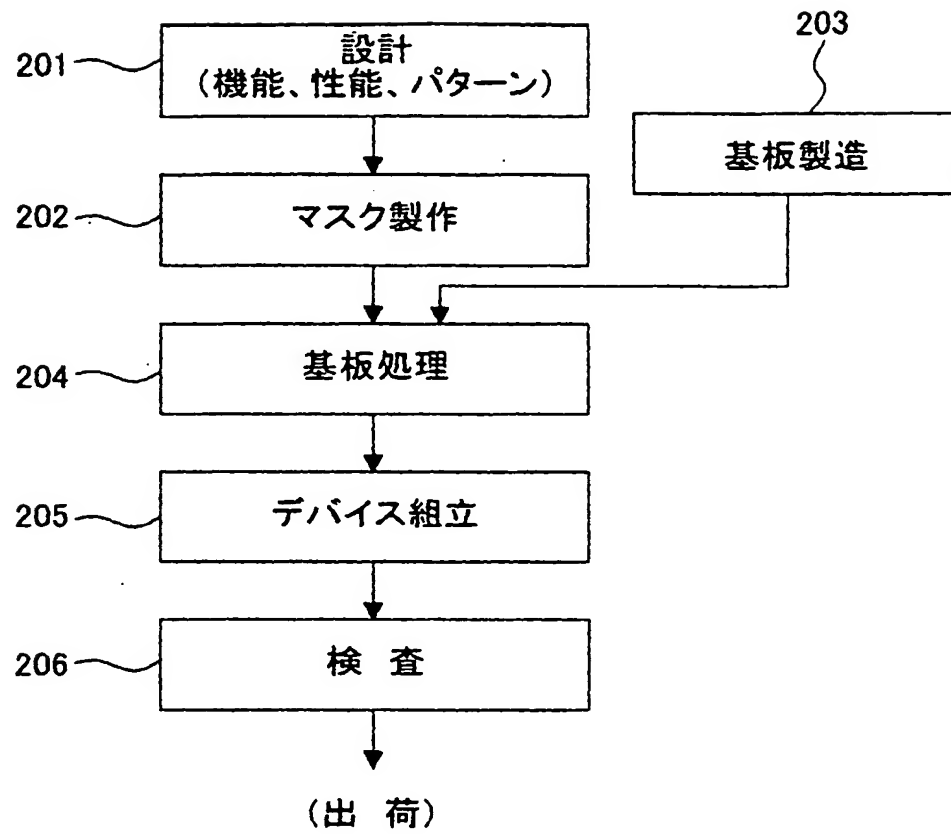 201
設計
(機能、性能、パターン)
203
基板製造
202
マスク製作
204
基板処理
205
デバイス組立
206
検 査
(出 荷)